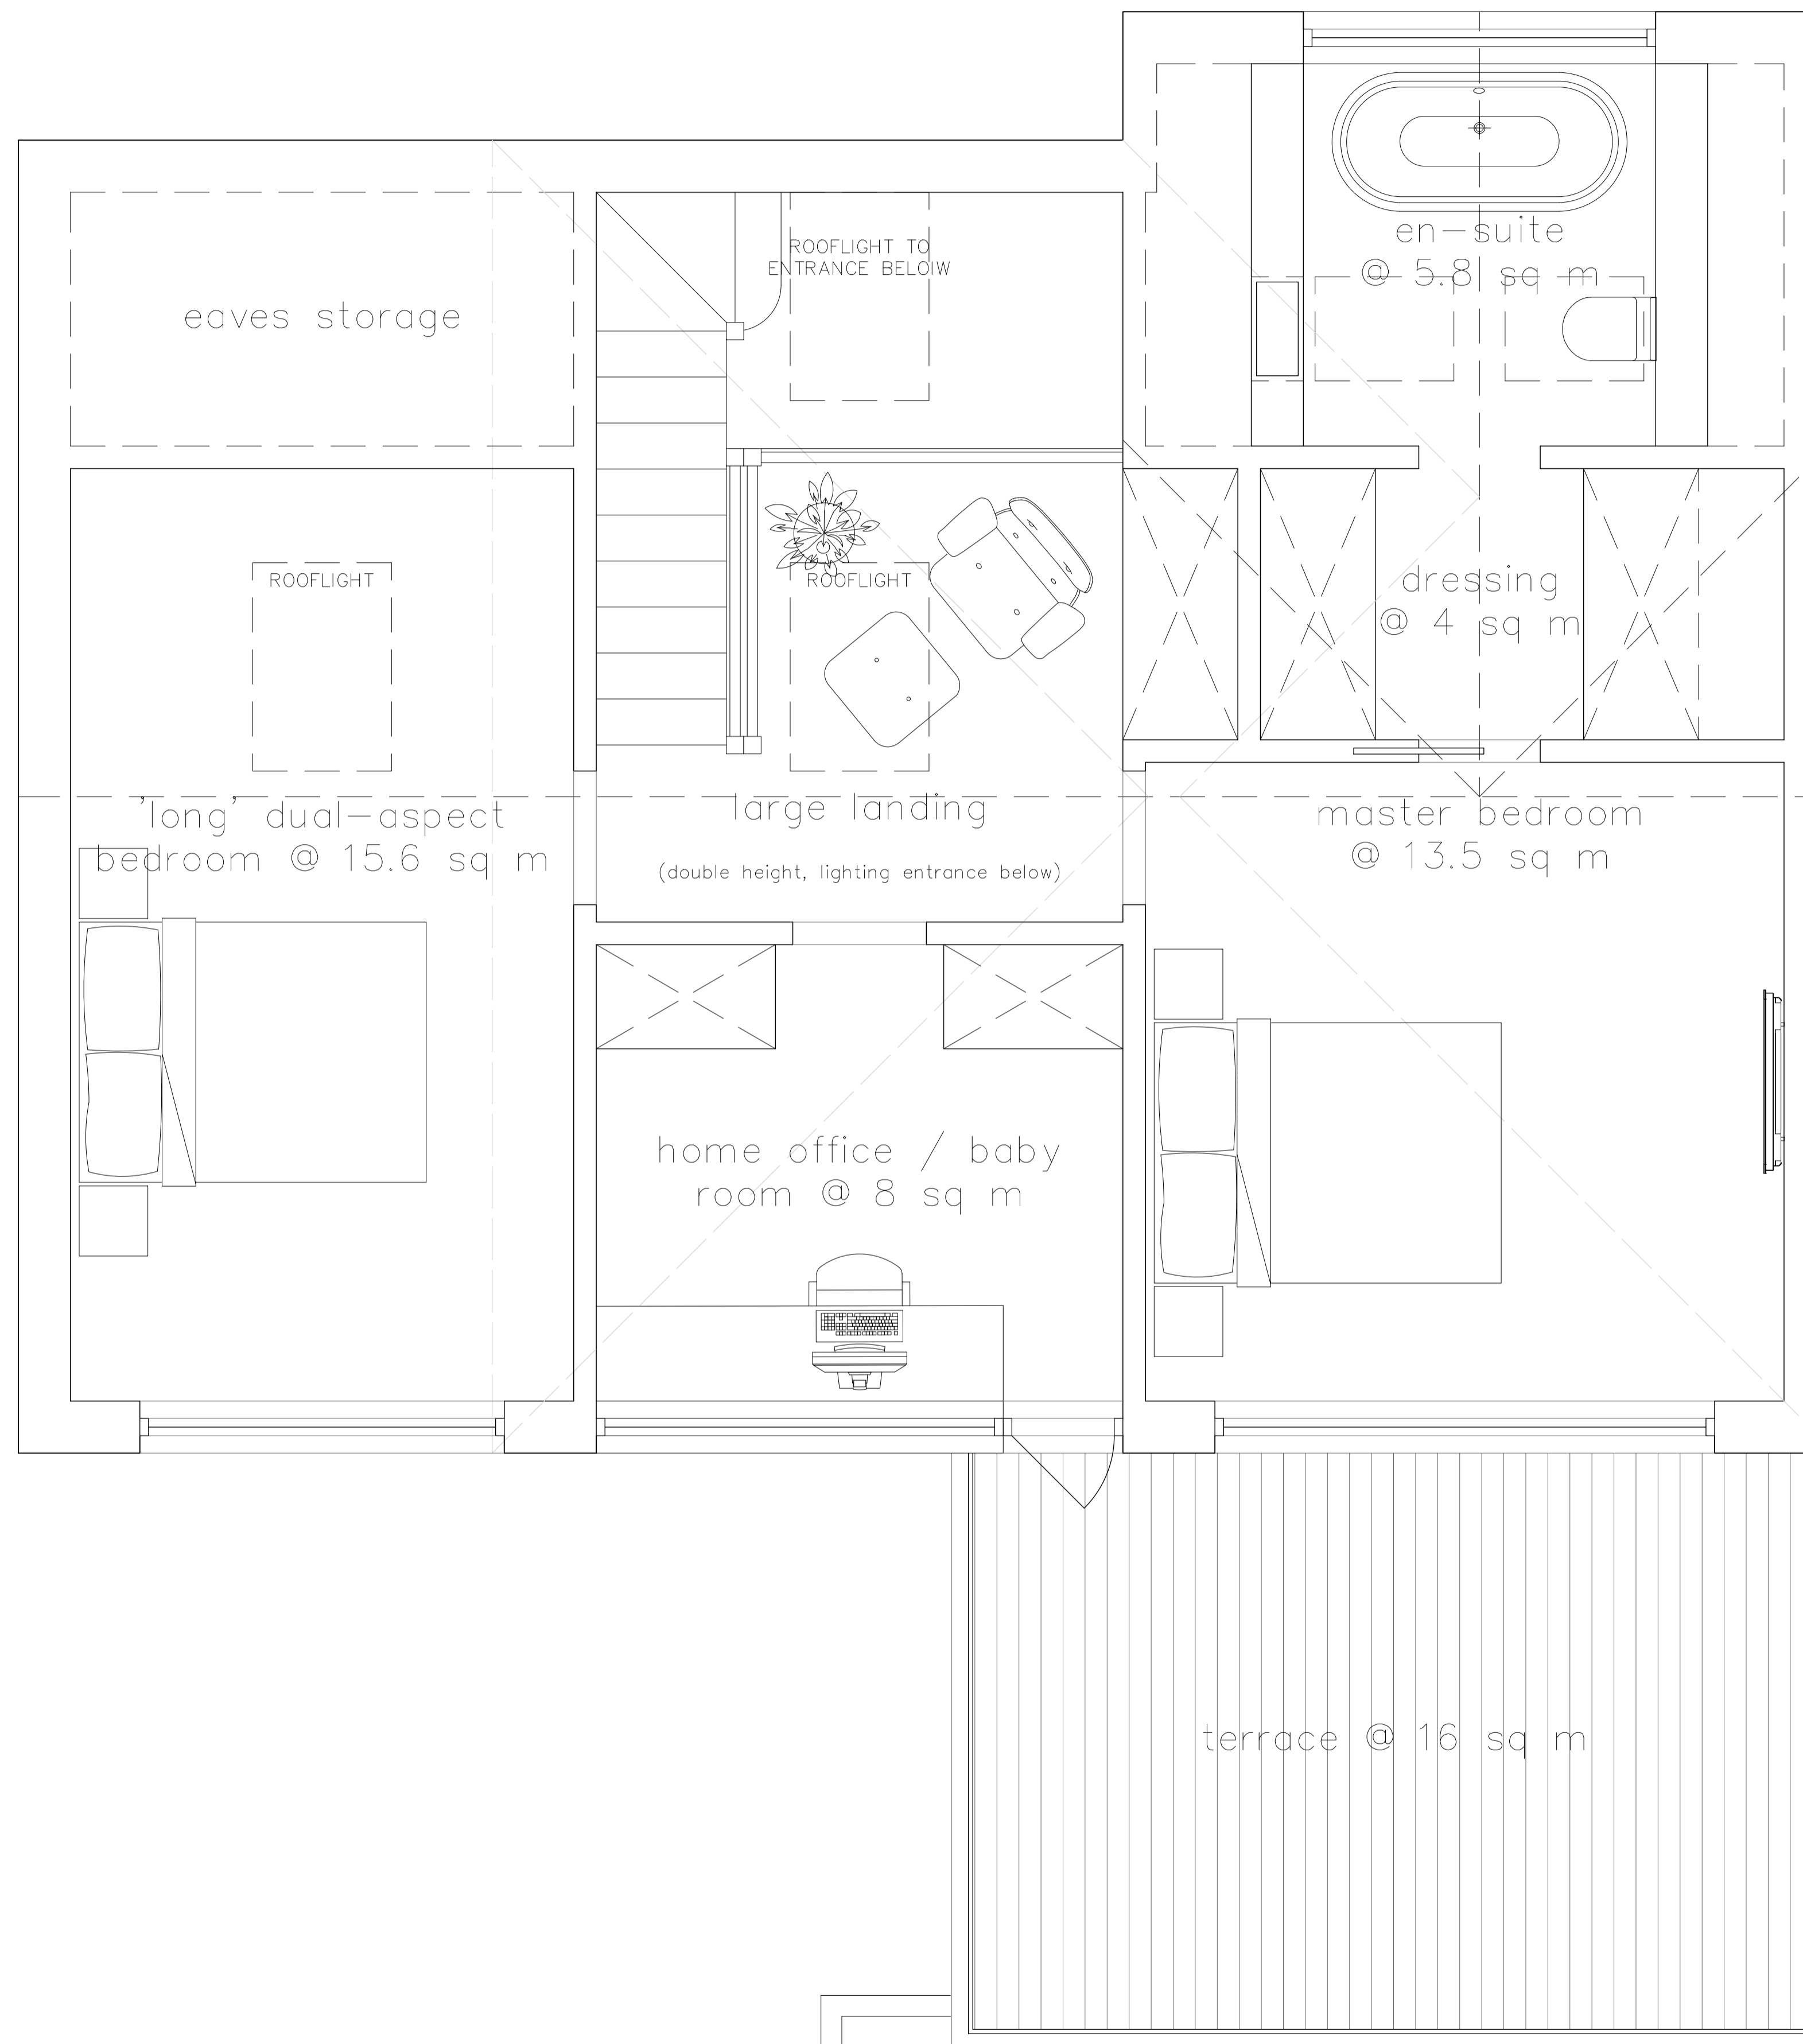 en-suite
@ 5.8 sq m
ROOFLIGHT TO
ENTRANCE BELOIW
eaves storage
ROOFLIGHT
ROOFLIGHT
dressing
@ 4 sq m
'long' dual-aspect
bedroom @ 15.6 sq m
large landing
(double height, lighting entrance below)
master bedroom
@ 13.5 sq m
home office / baby
room @ 8 sq m
terrace @ 16 sq m